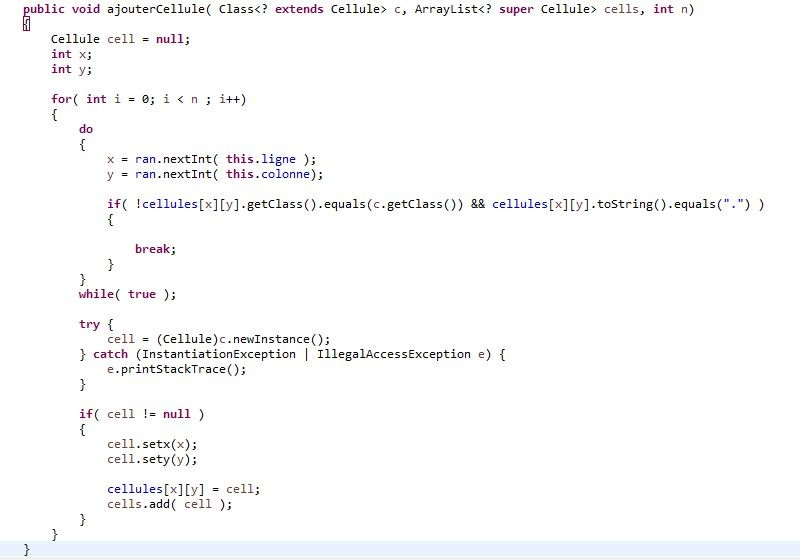 public void ajouterCellule( Class<? extends Cellule> c, ArrayList<? super Cellule> cells, int n)
{
    Cellule cell = null;
    int x;
    int y;

    for( int i = 0; i < n ; i++)
    {
        do
        {
            x = ran.nextInt( this.ligne );
            y = ran.nextInt( this.colonne);

            if( !cellules[x][y].getClass().equals(c.getClass()) && cellules[x][y].toString().equals(".") )
            {

                break;
            }
        }
        while( true );

        try {
            cell = (Cellule)c.newInstance();
        } catch (InstantiationException | IllegalAccessException e) {
            e.printStackTrace();
        }

        if( cell != null )
        {
            cell.setx(x);
            cell.sety(y);

            cellules[x][y] = cell;
            cells.add( cell );
        }
    }
}